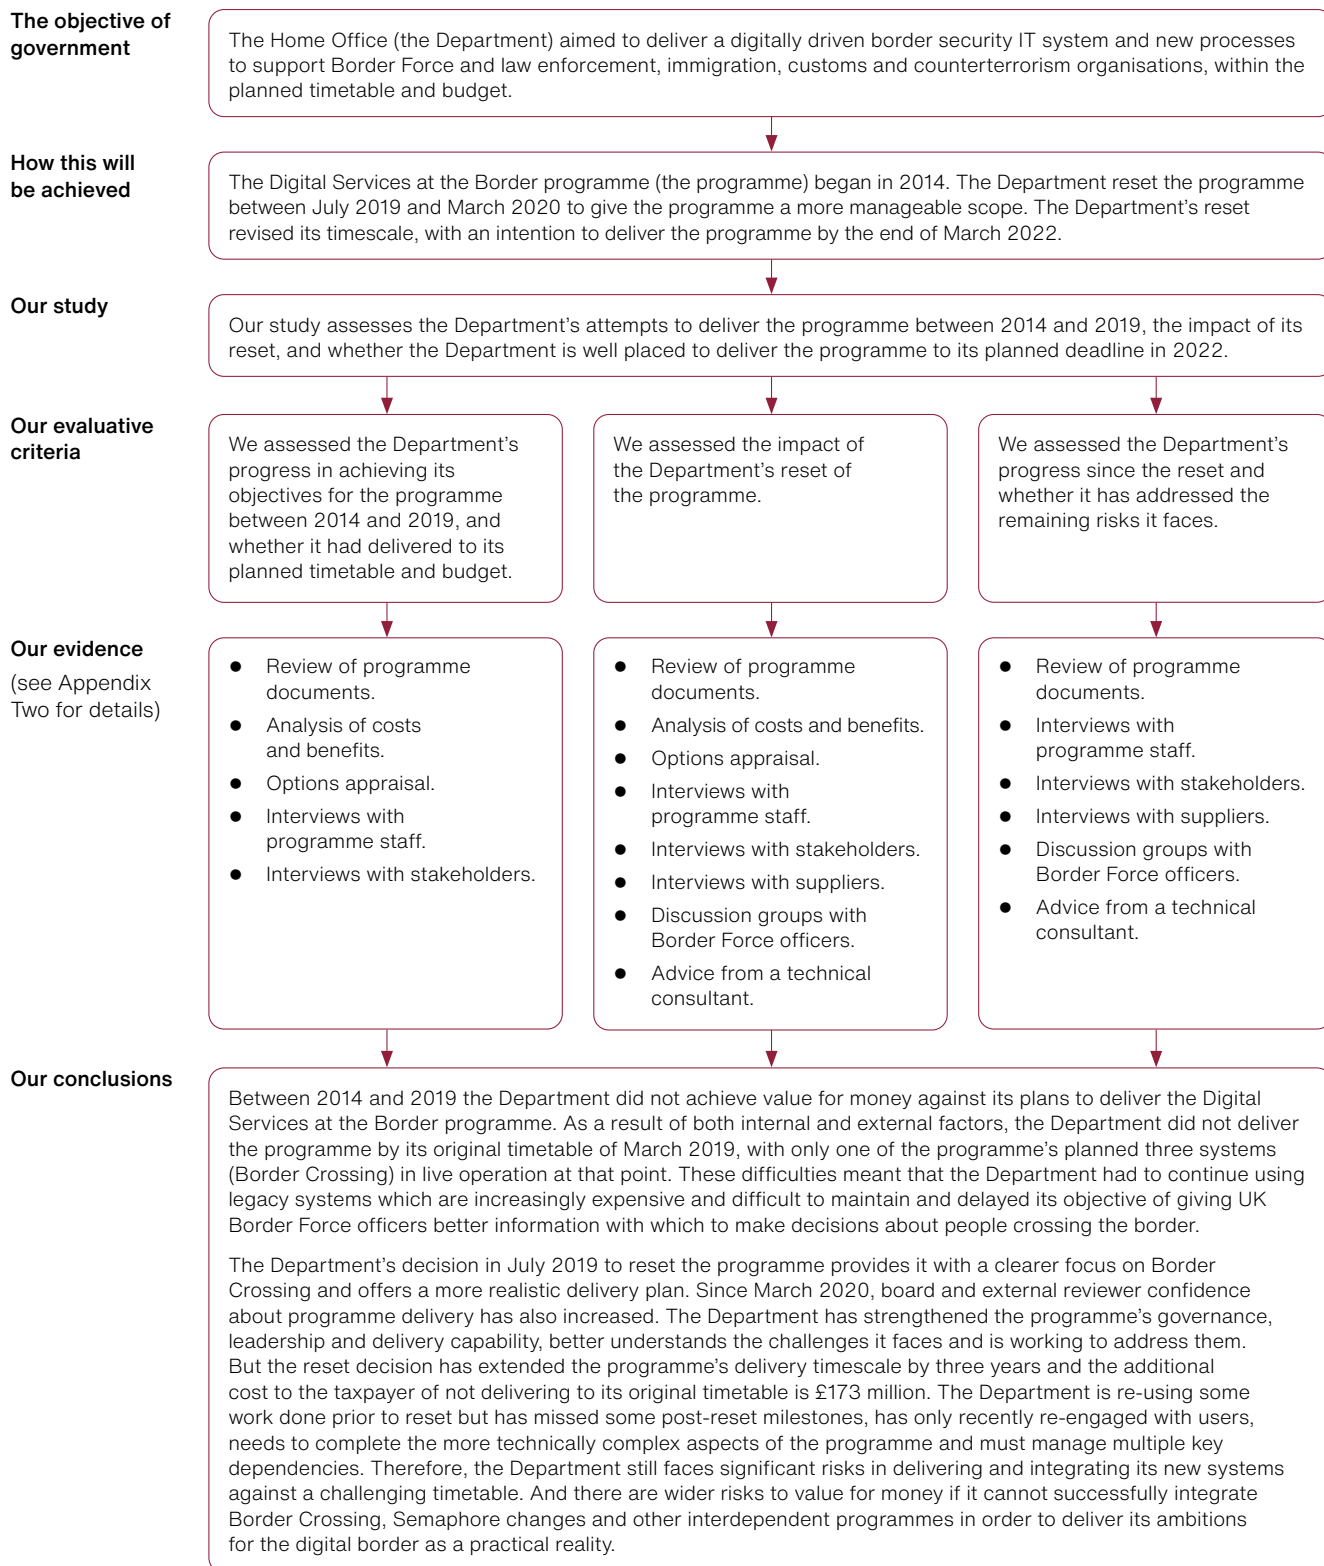 The objective of
government
The Home Office (the Department) aimed to deliver a digitally driven border security IT system and new processes
to support Border Force and law enforcement, immigration, customs and counterterrorism organisations, within the
planned timetable and budget.
How this will
be achieved
The Digital Services at the Border programme (the programme) began in 2014. The Department reset the programme
between July 2019 and March 2020 to give the programme a more manageable scope. The Department's reset
revised its timescale, with an intention to deliver the programme by the end of March 2022.
Our study
Our study assesses the Department's attempts to deliver the programme between 2014 and 2019, the impact of its
reset, and whether the Department is well placed to deliver the programme to its planned deadline in 2022.
Our evaluative
criteria
We assessed the Department's
progress in achieving its
objectives for the programme
between 2014 and 2019, and
whether it had delivered to its
planned timetable and budget.
We assessed the impact of
the Department's reset of
the programme.
We assessed the Department's
progress since the reset and
whether it has addressed the
remaining risks it faces.
Our evidence
(see Appendix
Two for details)
● Review of programme
documents.
● Analysis of costs
and benefits.
● Options appraisal.
● Interviews with
programme staff.
● Interviews with stakeholders.
● Review of programme
documents.
● Analysis of costs and benefits.
● Options appraisal.
● Interviews with
programme staff.
● Interviews with stakeholders.
● Interviews with suppliers.
● Discussion groups with
Border Force officers.
● Advice from a technical
consultant.
● Review of programme
documents.
● Interviews with
programme staff.
● Interviews with stakeholders.
● Interviews with suppliers.
● Discussion groups with
Border Force officers.
● Advice from a technical
consultant.
Our conclusions
Between 2014 and 2019 the Department did not achieve value for money against its plans to deliver the Digital
Services at the Border programme. As a result of both internal and external factors, the Department did not deliver
the programme by its original timetable of March 2019, with only one of the programme's planned three systems
(Border Crossing) in live operation at that point. These difficulties meant that the Department had to continue using
legacy systems which are increasingly expensive and difficult to maintain and delayed its objective of giving UK
Border Force officers better information with which to make decisions about people crossing the border.
The Department's decision in July 2019 to reset the programme provides it with a clearer focus on Border
Crossing and offers a more realistic delivery plan. Since March 2020, board and external reviewer confidence
about programme delivery has also increased. The Department has strengthened the programme's governance,
leadership and delivery capability, better understands the challenges it faces and is working to address them.
But the reset decision has extended the programme's delivery timescale by three years and the additional
cost to the taxpayer of not delivering to its original timetable is £173 million. The Department is re-using some
work done prior to reset but has missed some post-reset milestones, has only recently re-engaged with users,
needs to complete the more technically complex aspects of the programme and must manage multiple key
dependencies. Therefore, the Department still faces significant risks in delivering and integrating its new systems
against a challenging timetable. And there are wider risks to value for money if it cannot successfully integrate
Border Crossing, Semaphore changes and other interdependent programmes in order to deliver its ambitions
for the digital border as a practical reality.